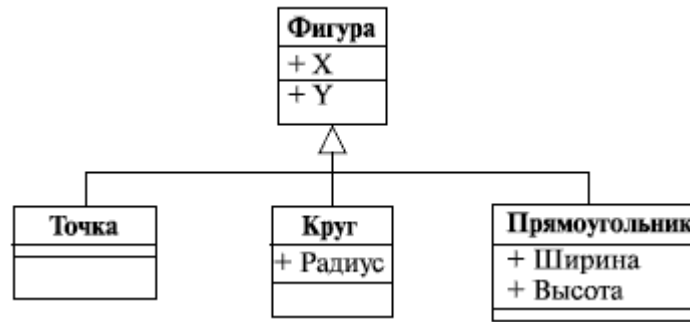 Фигура
+ X
+ Y
Точка
Круг
+ Радиус
Прямоугольник
+ Ширина
+ Высота